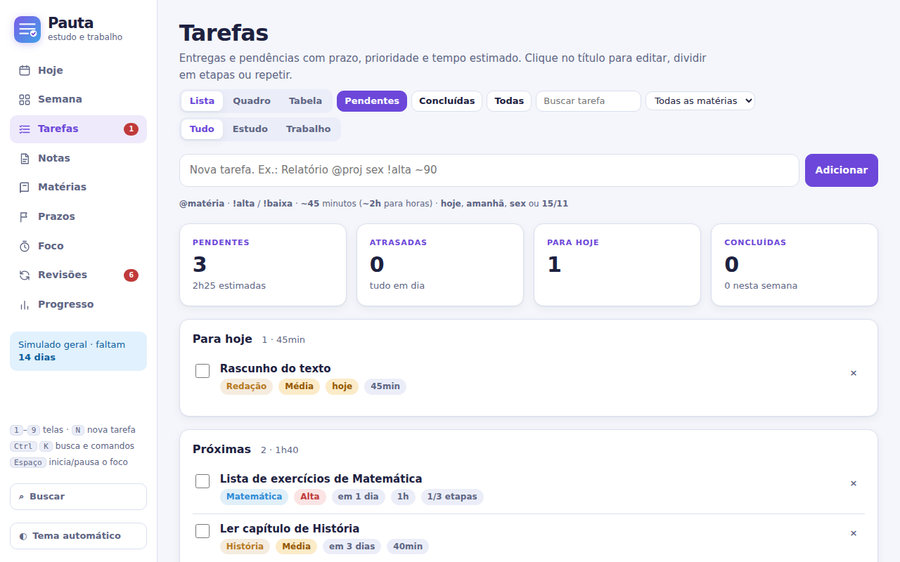 Pauta
estudo e trabalho
Hoje
Semana
Tarefas 1
Notas
Matérias
Prazos
Foco
Revisões 6
Progresso
Simulado geral · faltam
14 dias
1–9 telas · N nova tarefa
Ctrl K busca e comandos
Espaço inicia/pausa o foco
Buscar
Tema automático
Tarefas
Entregas e pendências com prazo, prioridade e tempo estimado. Clique no título para editar, dividir
em etapas ou repetir.
Lista Quadro Tabela Pendentes Concluídas Todas Buscar tarefa Todas as matérias
Tudo Estudo Trabalho
Nova tarefa. Ex.: Relatório @proj sex !alta ~90 Adicionar
@matéria · !alta / !baixa · ~45 minutos (~2h para horas) · hoje, amanhã, sex ou 15/11
PENDENTES
3
2h25 estimadas
ATRASADAS
0
tudo em dia
PARA HOJE
1
CONCLUÍDAS
0
0 nesta semana
Para hoje 1 · 45min
Rascunho do texto ×
Redação Média hoje 45min
Próximas 2 · 1h40
Lista de exercícios de Matemática ×
Matemática Alta em 1 dia 1h 1/3 etapas
Ler capítulo de História ×
História Média em 3 dias 40min